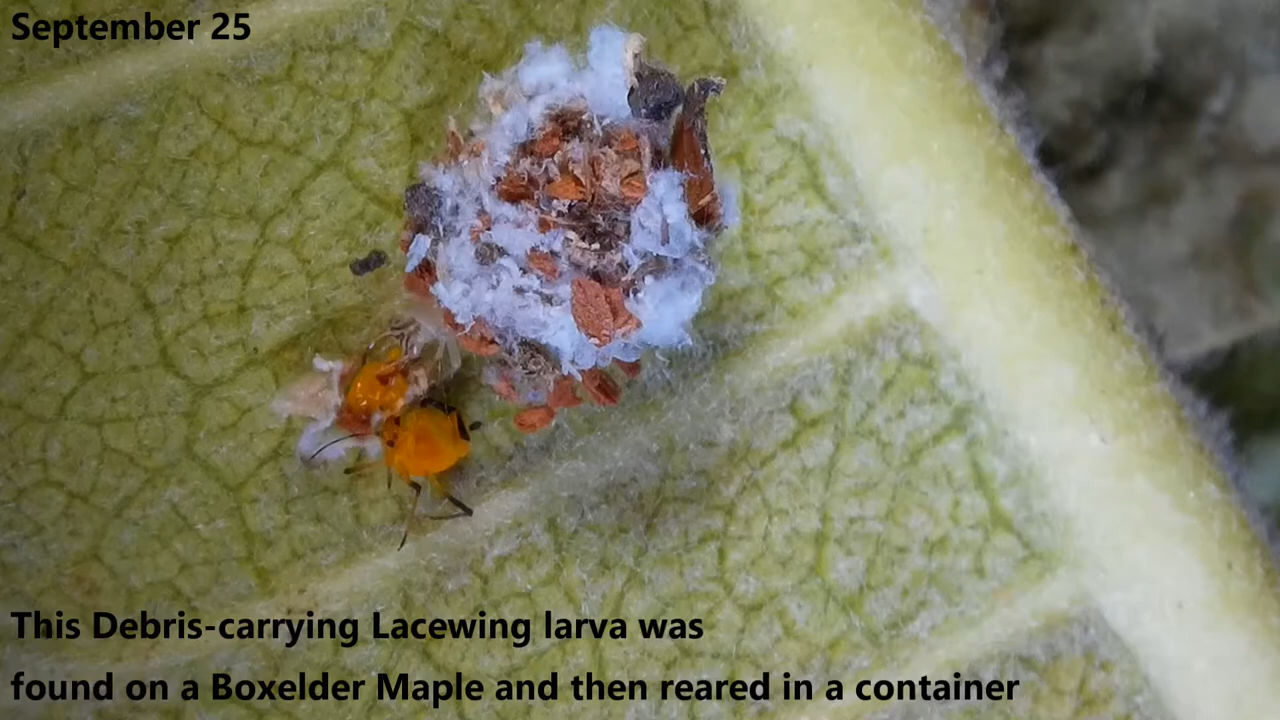 September 25
This Debris-carrying Lacewing larva was
found on a Boxelder Maple and then reared in a container